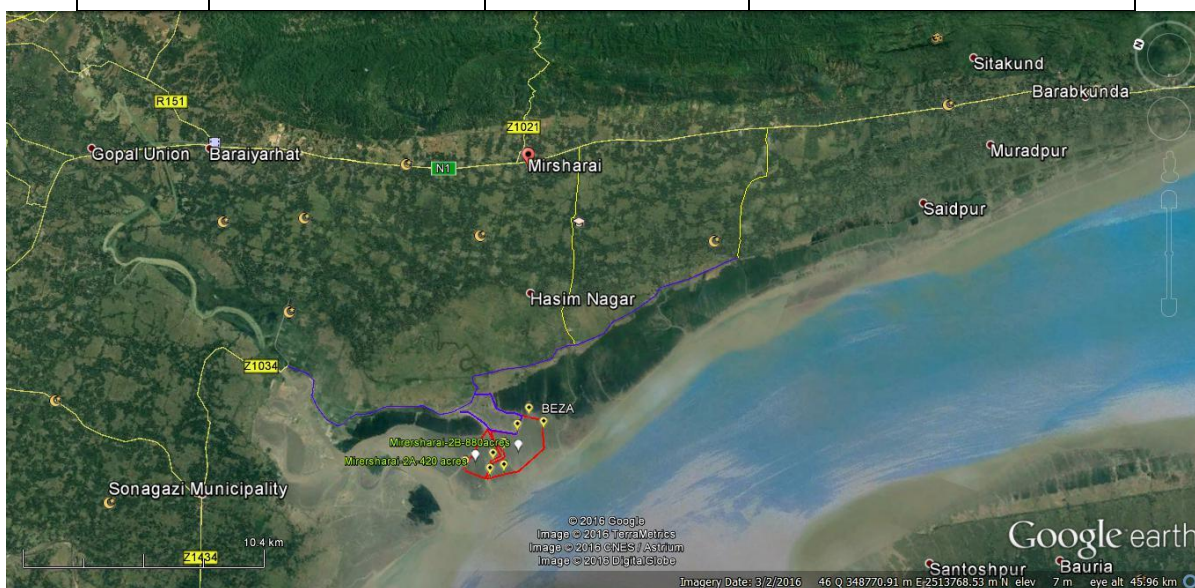 Sitakund
Barabkunda
R151
Z1021
Gopal Union
Baraiyarhat
N1
Mirsharai
Muradpur
Saidpur
Hasim Nagar
Z1034
BEZA
Mirersharai-2B-880acres
Mirersharai-2A-420 acres
Sonagazi Municipality
© 2016 Google
Image © 2016 TerraMetrics
Image © 2016 CNES / Astrium
Image © 2016 DigitalGlobe
10.4 km
Z1434
Google earth
Santoshpur
Bauria
Imagery Date: 3/2/2016 46 Q 348770.91 m E 2513768.53 m N elev 7 m eye alt 45.96 km
N